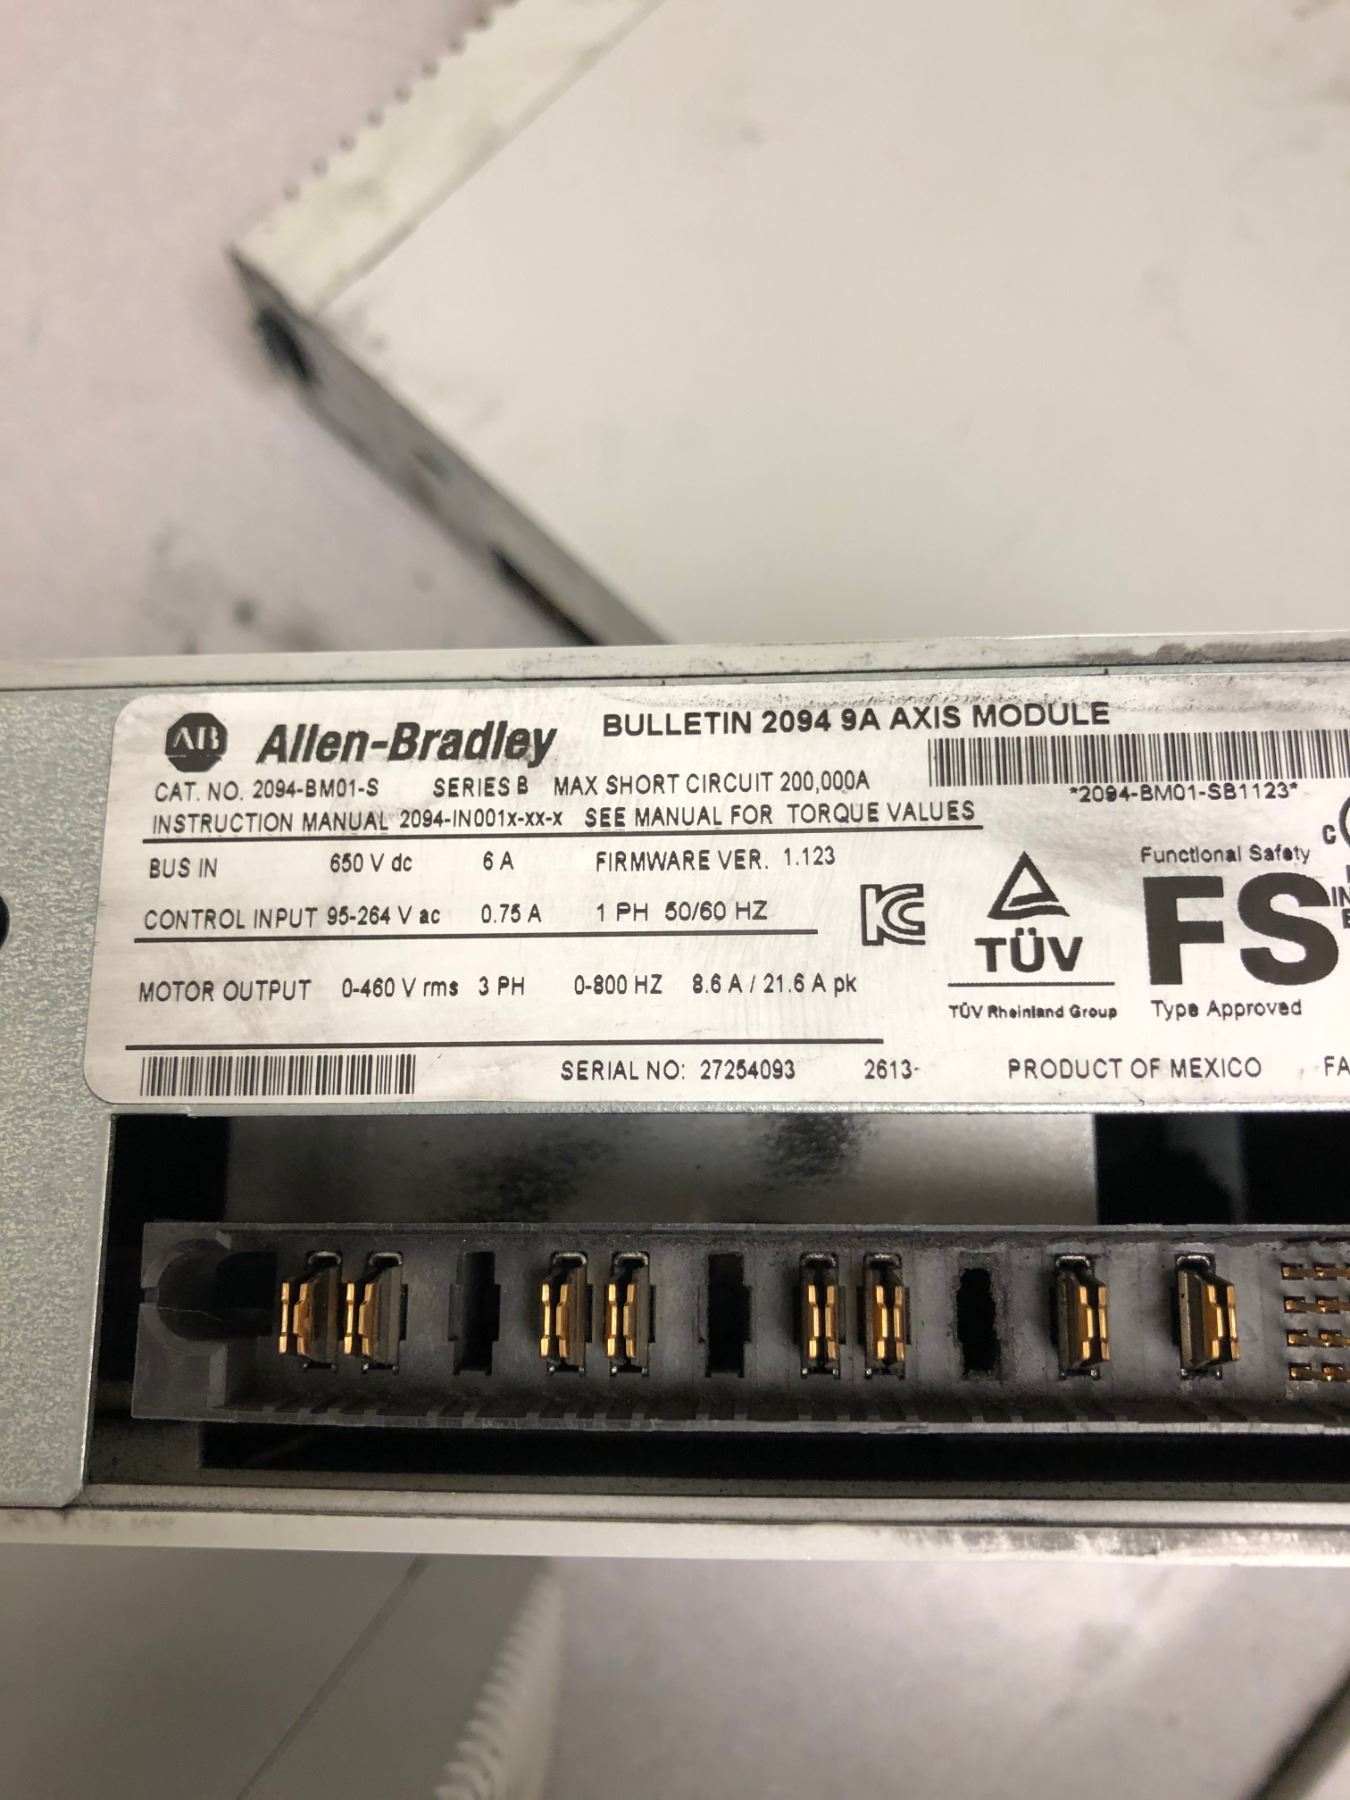 AB Allen-Bradley BULLETIN 2094 9A AXIS MODULE
CAT. NO. 2094-BM01-S SERIES B MAX SHORT CIRCUIT 200,000A
*2094-BM01-SB1123*
INSTRUCTION MANUAL 2094-IN001x-xx-x SEE MANUAL FOR TORQUE VALUES
BUS IN 650 V dc 6 A FIRMWARE VER. 1.123
CONTROL INPUT 95-264 V ac 0.75 A 1 PH 50/60 HZ
MOTOR OUTPUT 0-460 V rms 3 PH 0-800 HZ 8.6 A / 21.6 A pk
KC
TÜV
TÜV Rheinland Group
Functional Safety
FS
Type Approved
C
IN
SERIAL NO: 27254093 2613- PRODUCT OF MEXICO FA